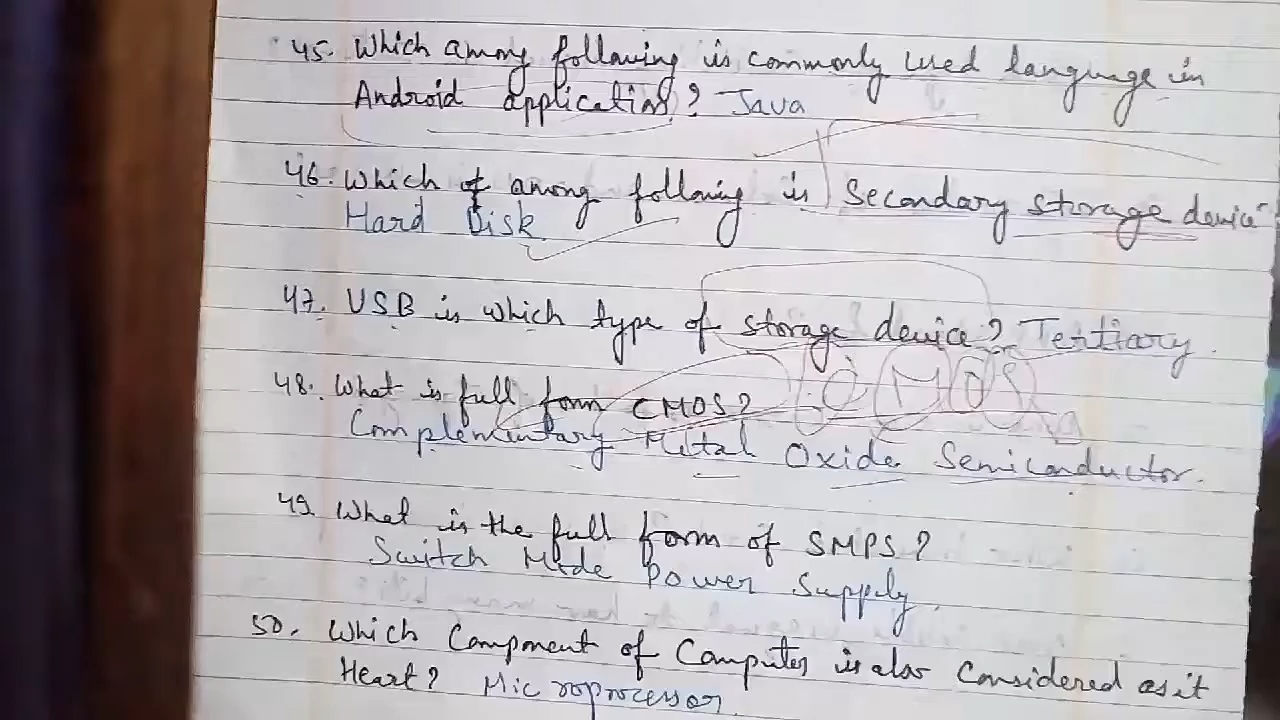 45. Which among following is commonly used language in
Android application? Java
46. Which of among following is Secondary storage device
Hard Disk
47. USB is which type of storage device? Tertiary.
48. What is full form CMOS? CMOS
Complementary Metal Oxide Semiconductor.
49. What is the full form of SMPS?
Switch Mode Power Supply.
50. Which Component of Computer is also Considered as it
Heart? Microprocessor.